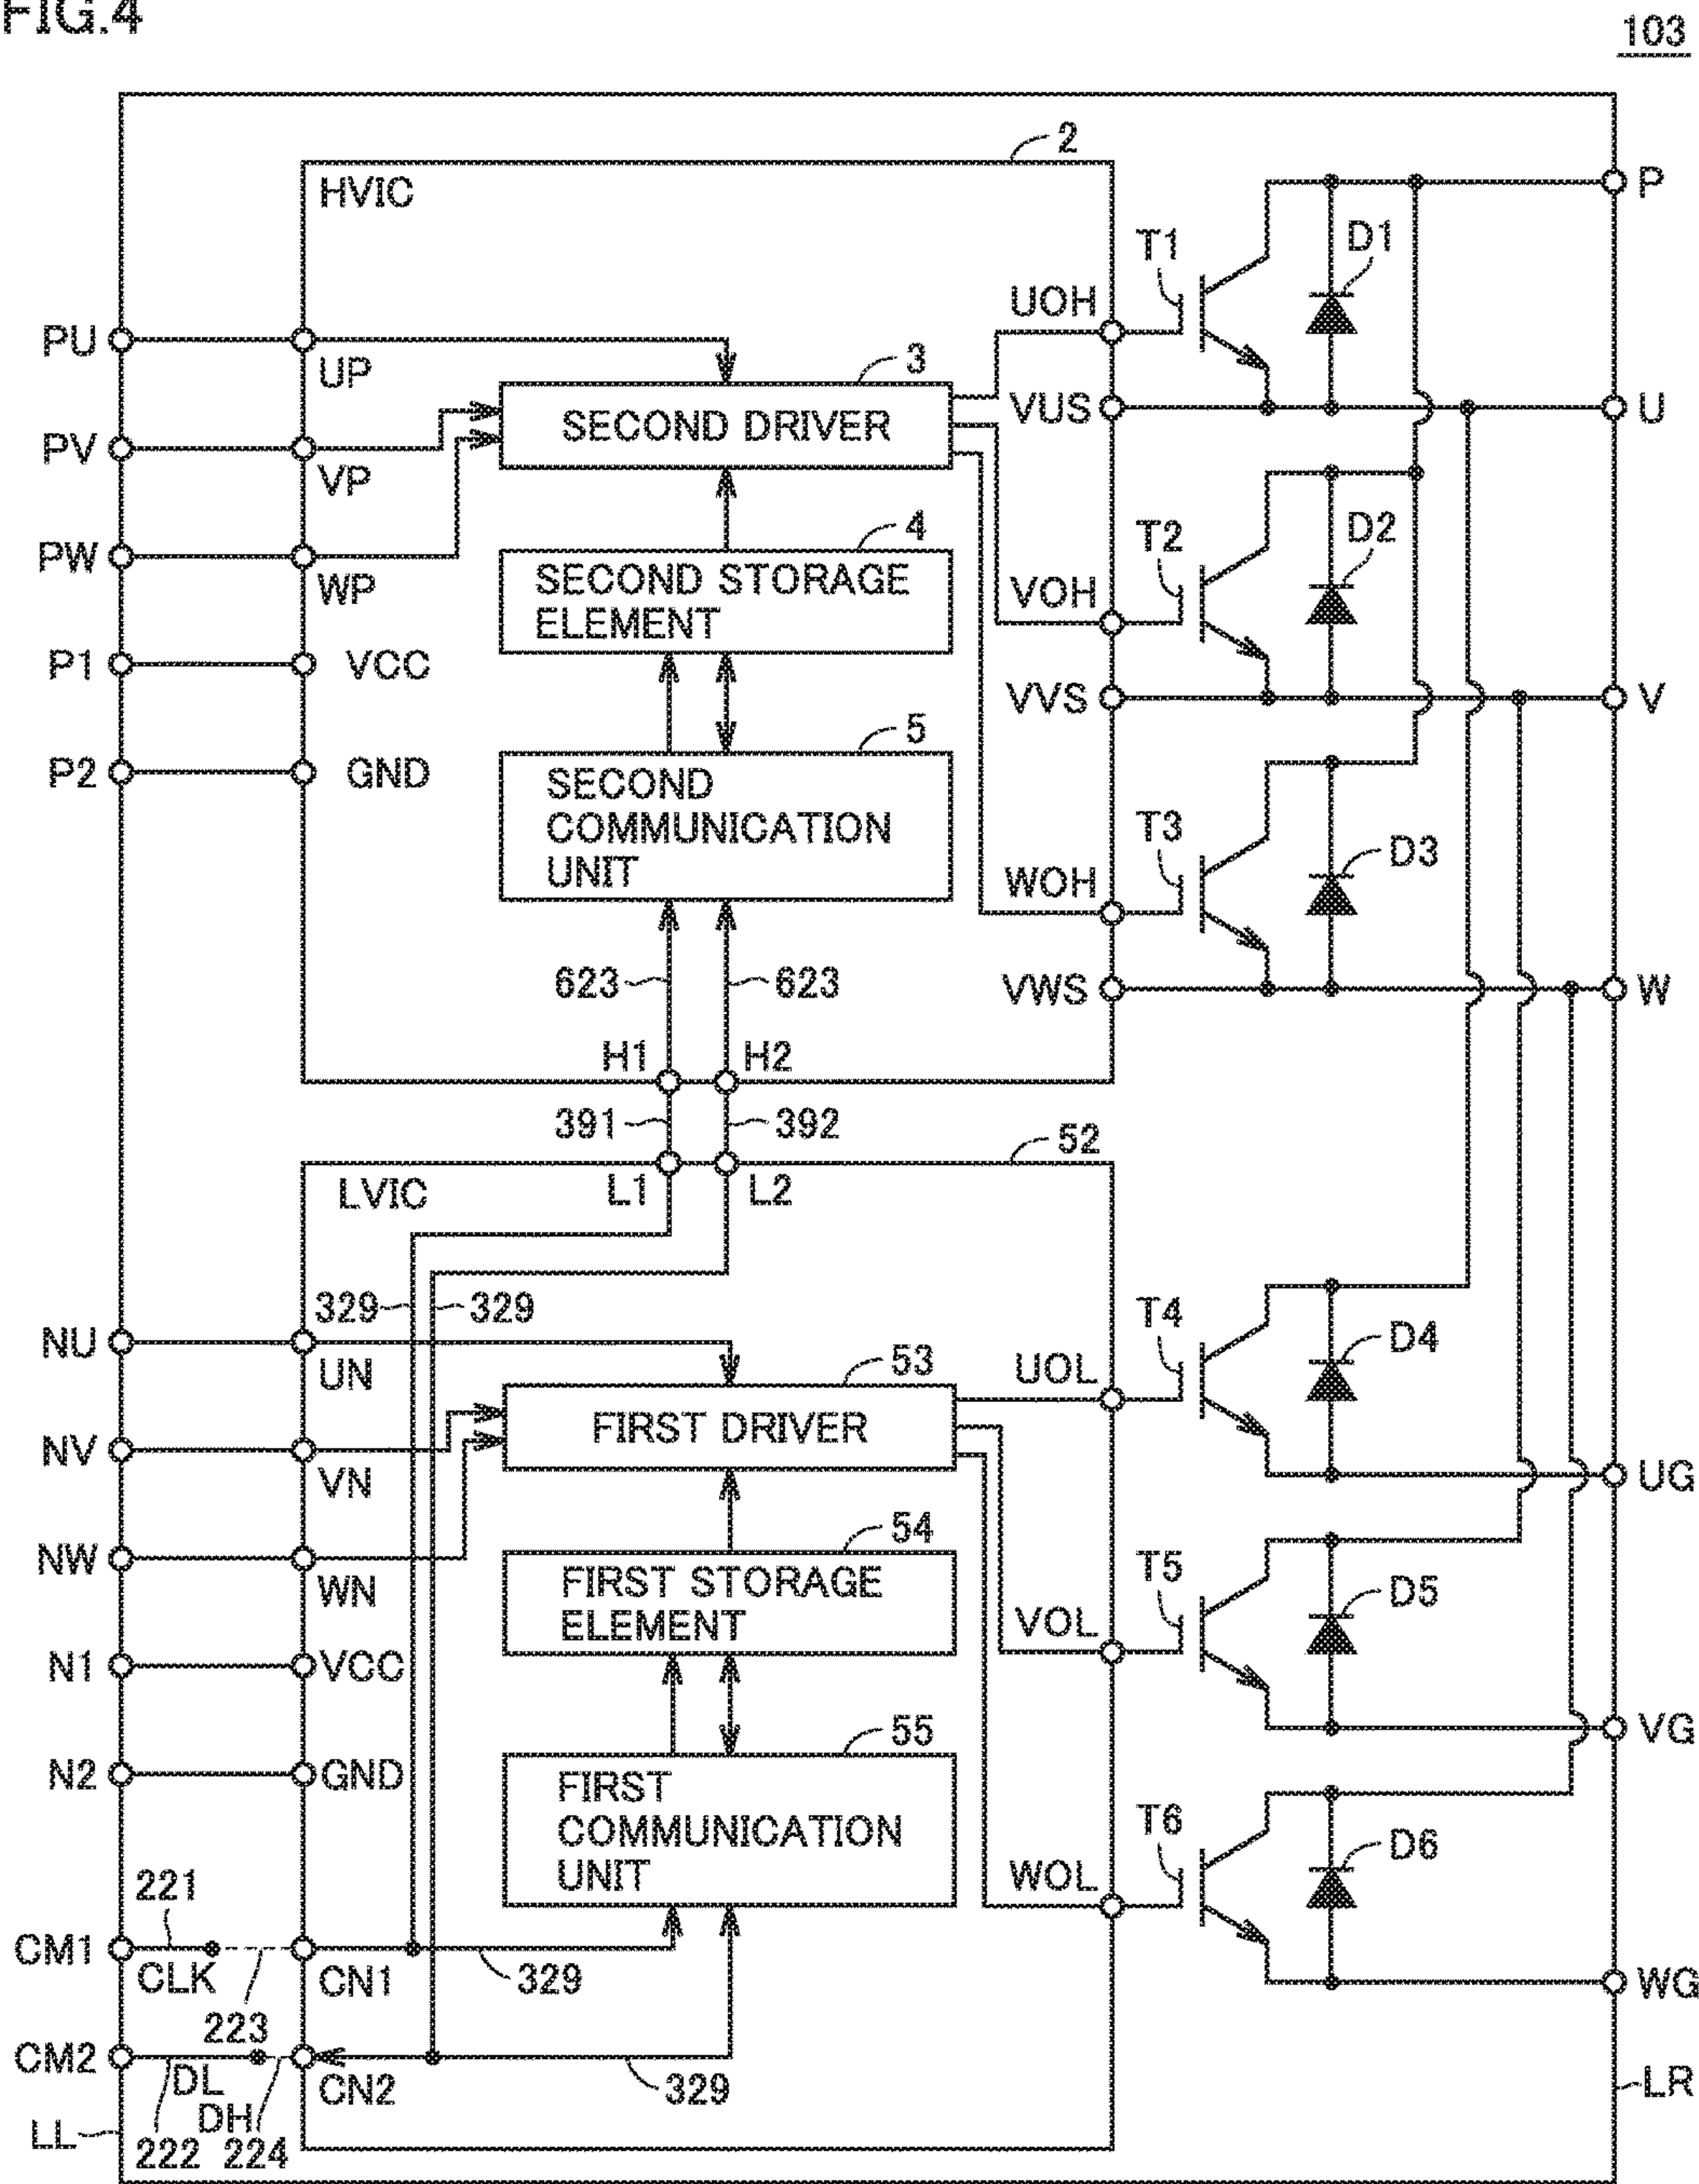 FIG.4
103
2
HVIC
P
T1
D1
UOH
PU
UP
3
SECOND DRIVER
VUS
U
PV
VP
4
T2
D2
PW
WP
SECOND STORAGE
ELEMENT
VOH
P1
VCC
VVS
V
5
P2
GND
SECOND
COMMUNICATION
UNIT
T3
D3
WOH
623
623
VWS
W
H1
H2
391
392
52
LVIC
L1
L2
329
329
T4
NU
UN
53
UOL
D4
FIRST DRIVER
NV
VN
UG
54
NW
WN
FIRST STORAGE
ELEMENT
T5
D5
VOL
N1
VCC
55
VG
N2
GND
FIRST
COMMUNICATION
UNIT
T6
D6
WOL
221
CM1
CLK
CN1
329
WG
223
CM2
DL
CN2
329
LR
DH
LL
222
224